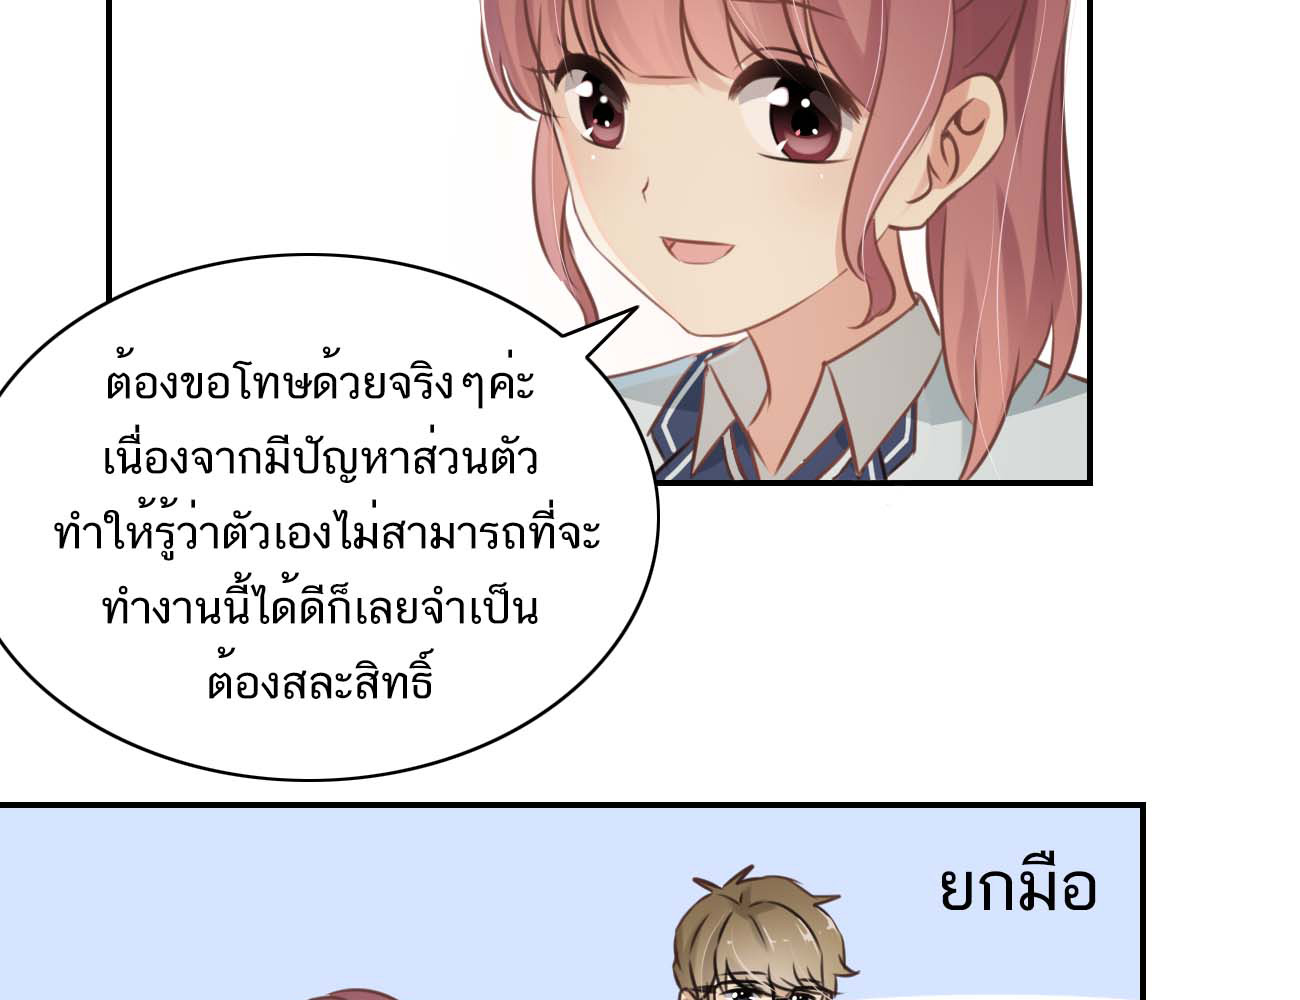 ต้องขอโทษด้วยจริงๆค่ะ
เนื่องจากมีปัญหาส่วนตัว
ทำให้รู้ว่าตัวเองไม่สามารถที่จะ
ทำงานนี้ได้ดีก็เลยจำเป็น
ต้องสละสิทธิ์
ยกมือ